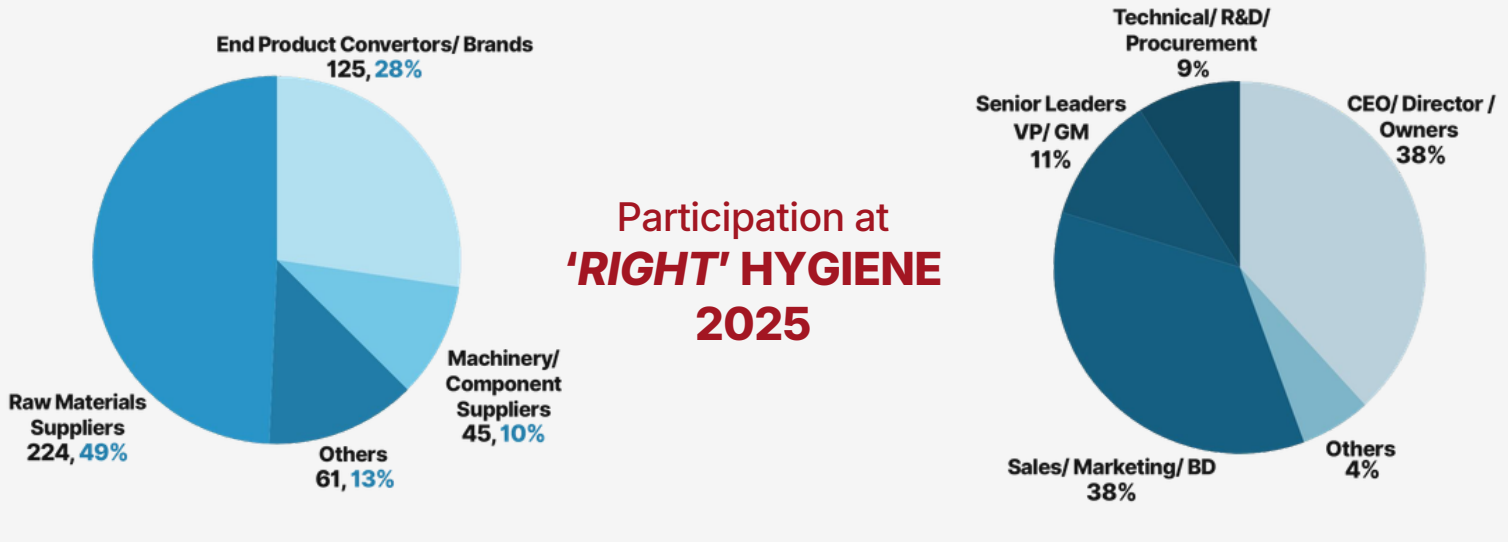 End Product Convertors/ Brands
125, 28%
Machinery/
Component
Suppliers
45, 10%
Others
61, 13%
Raw Materials
Suppliers
224, 49%
Participation at
‘RIGHT’ HYGIENE
2025
Technical/ R&D/
Procurement
9%
CEO/ Director /
Owners
38%
Senior Leaders
VP/ GM
11%
Others
4%
Sales/ Marketing/ BD
38%